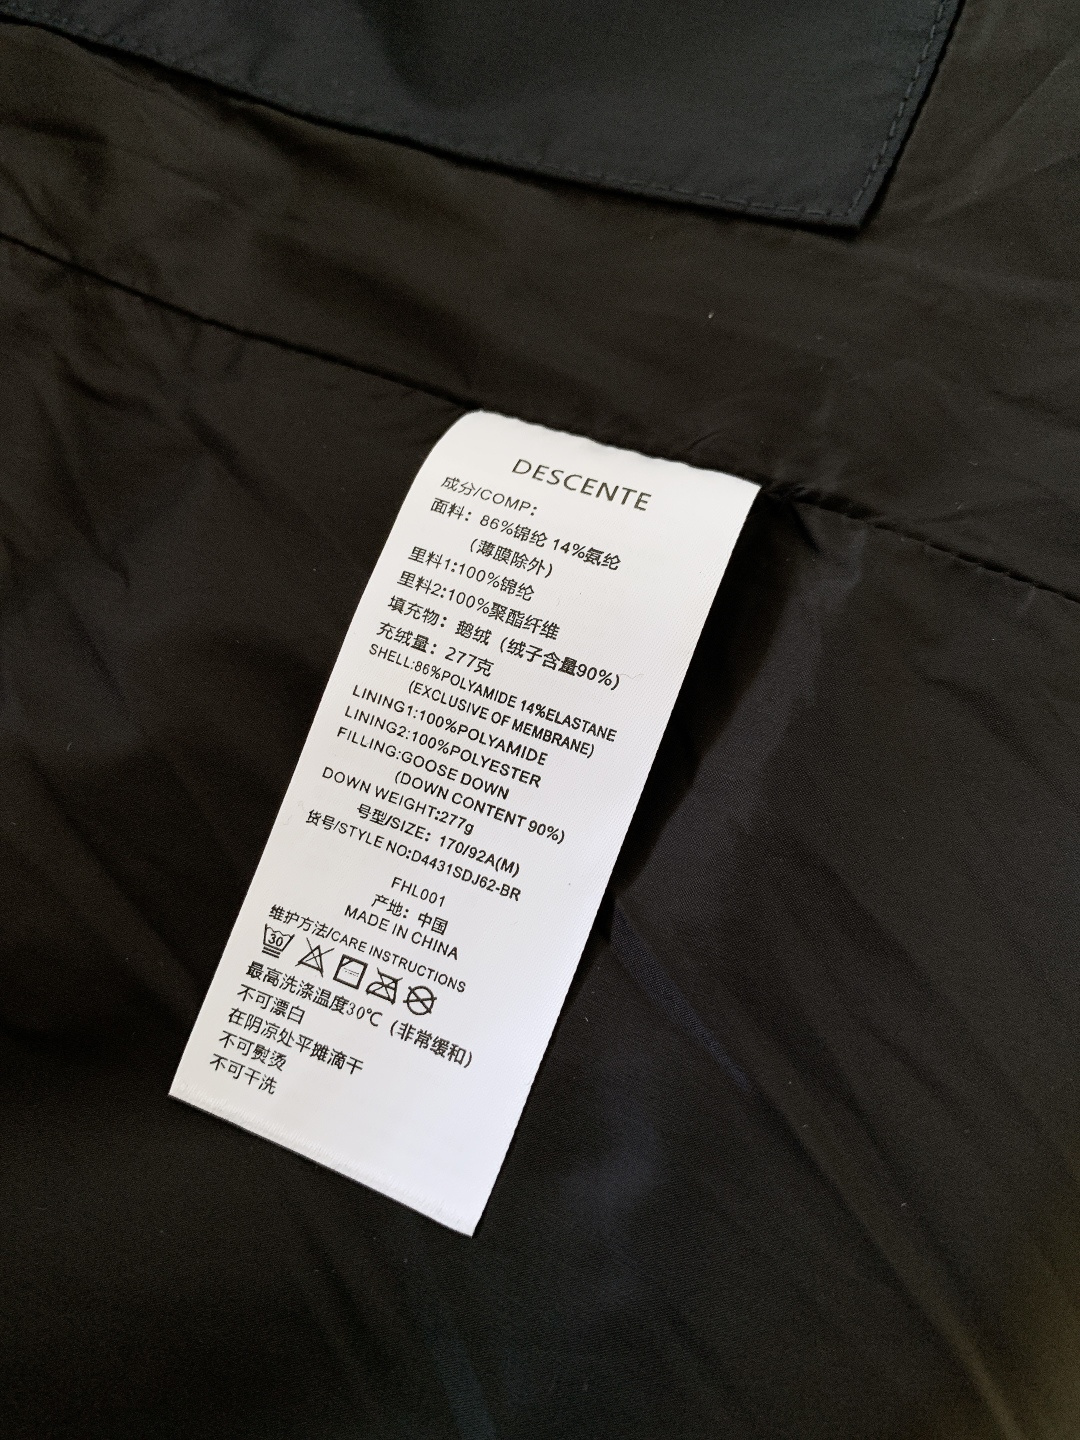 DESCENTE
成分/COMP:
面料: 86%锦纶 14%氨纶
(薄膜除外)
里料1:100%锦纶
里料2:100%聚酯纤维
填充物: 鹅绒 (绒子含量90%)
充绒量: 277克
SHELL:86%POLYAMIDE 14%ELASTANE
(EXCLUSIVE OF MEMBRANE)
LINING1:100%POLYAMIDE
LINING2:100%POLYESTER
FILLING:GOOSE DOWN
(DOWN CONTENT 90%)
DOWN WEIGHT:277g
号型/SIZE: 170/92A(M)
货号/STYLE NO:D4431SDJ62-BR
FHL001
产地: 中国
MADE IN CHINA
维护方法/CARE INSTRUCTIONS
30
最高洗涤温度30℃ (非常缓和)
不可漂白
在阴凉处平摊滴干
不可熨烫
不可干洗